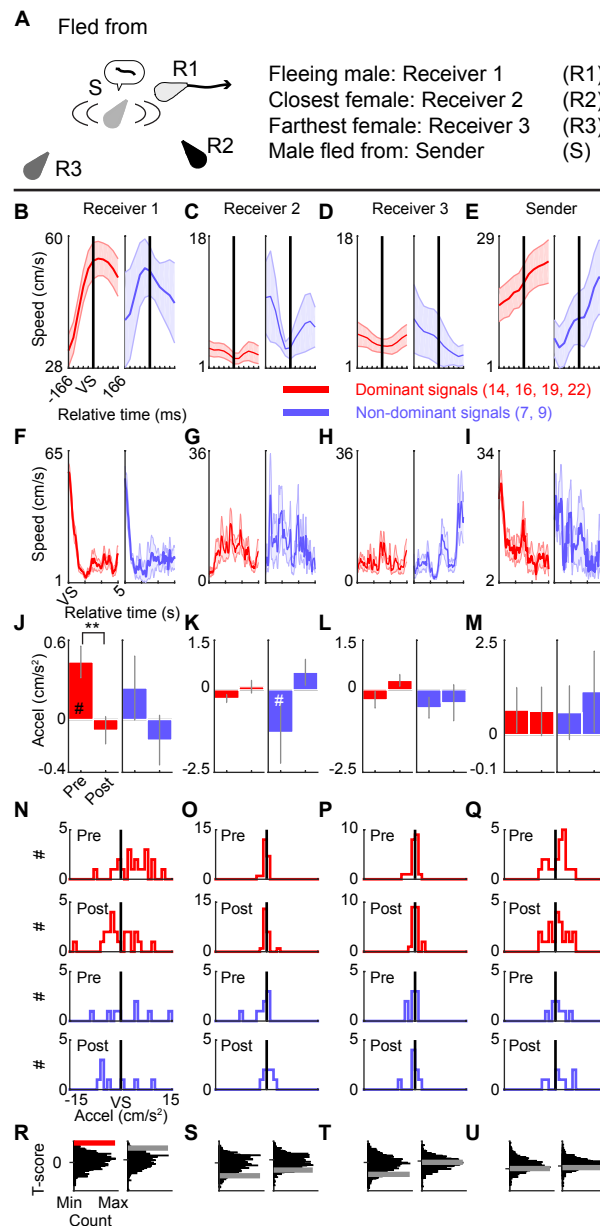 A Fled from
S R1
R2
R3
Fleeing male: Receiver 1 (R1)
Closest female: Receiver 2 (R2)
Farthest female: Receiver 3 (R3)
Male fled from: Sender (S)
B Receiver 1 C Receiver 2 D Receiver 3 E Sender
60 18 18 29
Speed (cm/s)
28 1 1 1
-166 VS 166
Relative time (ms)
Dominant signals (14, 16, 19, 22)
Non-dominant signals (7, 9)
F G H I
65 36 36 34
Speed (cm/s)
1 0 0 2
VS 5
Relative time (s)
J K L M
0.6 ** 1.5 1.5 2.5
Accel (cm/s²)
0 # 0 # 0 0
-0.4 -2.5 -2.5 -0.1
Pre Post
N O P Q
5 Pre 15 Pre 10 Pre 5 Pre
#
0 0 0 0
5 Post 15 Post 10 Post 5 Post
#
0 0 0 0
5 Pre 5 Pre 5 Pre 5 Pre
#
0 0 0 0
5 Post 5 Post 5 Post 5 Post
#
0 0 0 0
-15 VS 15
Accel (cm/s²)
R S T U
T-score
0
Min Max
Count